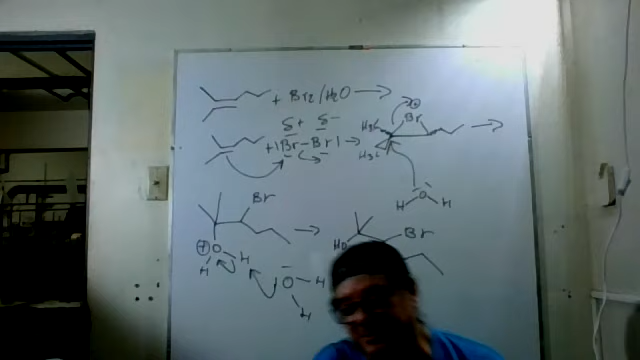 + Br2/H2O
δ+ δ-
+ Br-Br
H3C Br ⊕
H3C
H O H
Br
⊕ O H
H
HO Br
O H
H